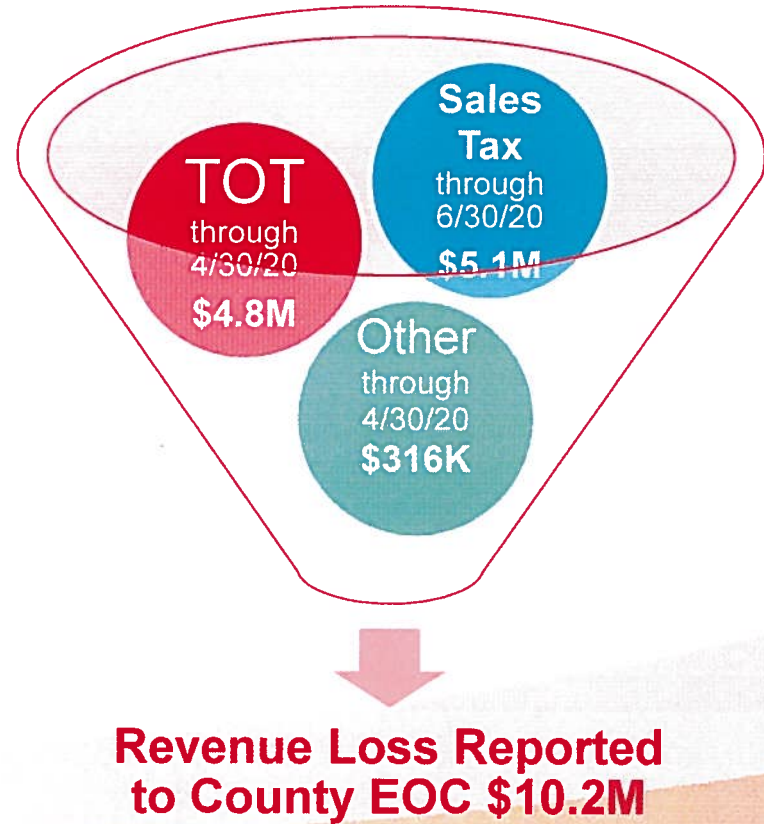 TOT
through
4/30/20
$4.8M
Sales
Tax
through
6/30/20
$5.1M
Other
through
4/30/20
$316K
Revenue Loss Reported
to County EOC $10.2M